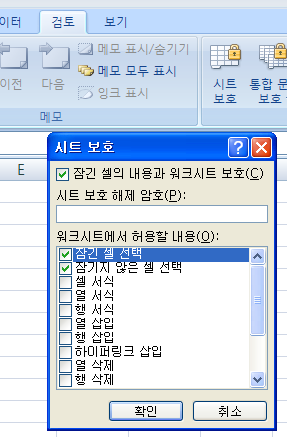 이터 검토 보기
이전 다음
메모 표시/숨기기
메모 모두 표시
잉크 표시
메모
시트 보호
통합 문
보호
E
시트 보호
잠긴 셀의 내용과 워크시트 보호(C)
시트 보호 해제 암호(P):
워크시트에서 허용할 내용(O):
잠긴 셀 선택
잠기지 않은 셀 선택
셀 서식
열 서식
행 서식
열 삽입
행 삽입
하이퍼링크 삽입
열 삭제
행 삭제
확인 취소